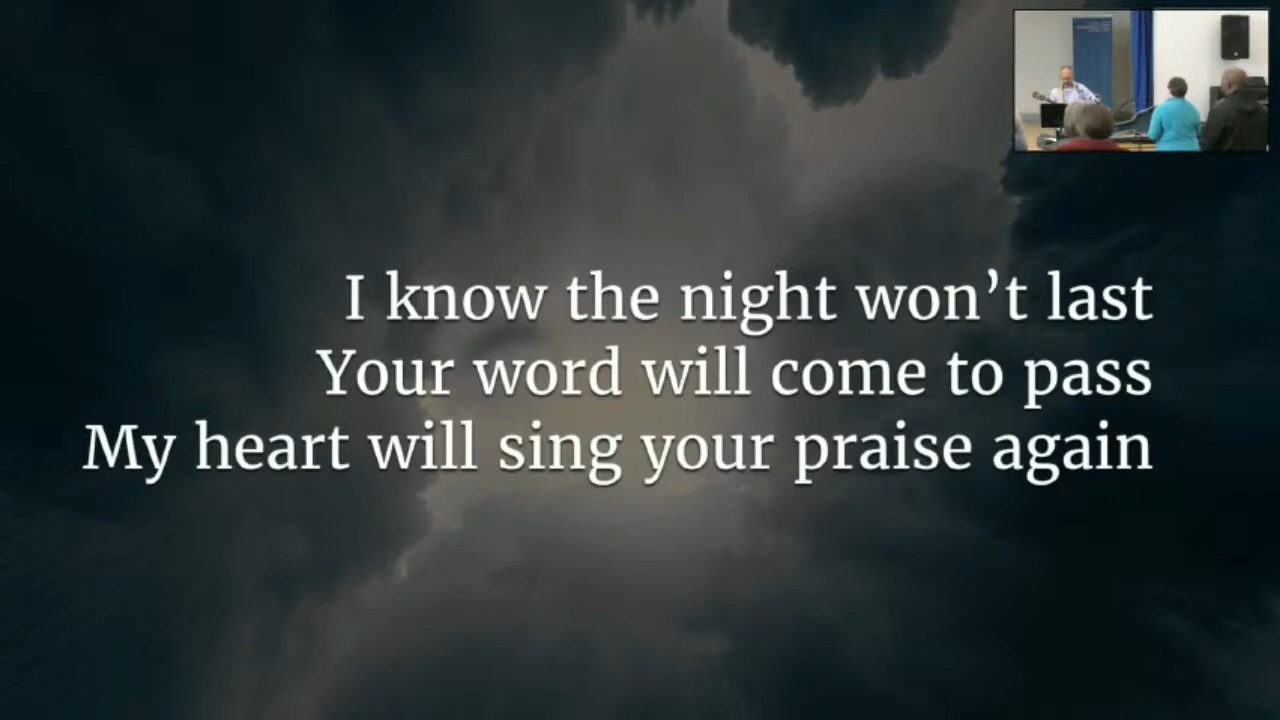 I know the night won’t last
Your word will come to pass
My heart will sing your praise again